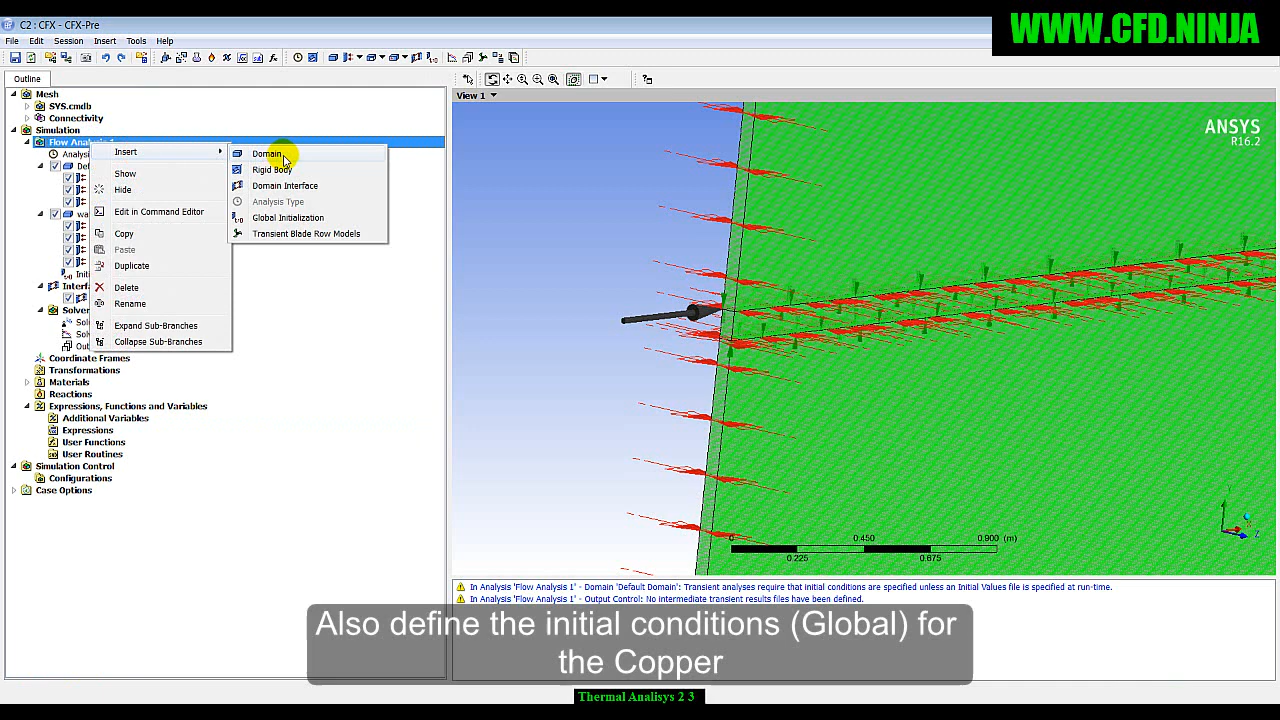 C2 : CFX - CFX-Pre
WWW.CFD.NINJA
File Edit Session Insert Tools Help
Outline
Mesh
SYS.cmdb
Connectivity
Simulation
Flow Analysis 1
Insert
Show
Hide
Edit in Command Editor
Copy
Paste
Duplicate
Delete
Rename
Expand Sub-Branches
Collapse Sub-Branches
Domain
Rigid Body
Domain Interface
Analysis Type
Global Initialization
Transient Blade Row Models
Coordinate Frames
Transformations
Materials
Reactions
Expressions, Functions and Variables
Additional Variables
Expressions
User Functions
User Routines
Simulation Control
Configurations
Case Options
View 1
ANSYS
R16.2
0 0.450 0.900 (m)
0.225 0.675
In Analysis 'Flow Analysis 1' - Domain 'Default Domain': Transient analyses require that initial conditions are specified unless an Initial Values file is specified at run-time.
In Analysis 'Flow Analysis 1' - Output Control: No intermediate transient results files have been defined.
Also define the initial conditions (Global) for
the Copper
Thermal Analisys 2 3